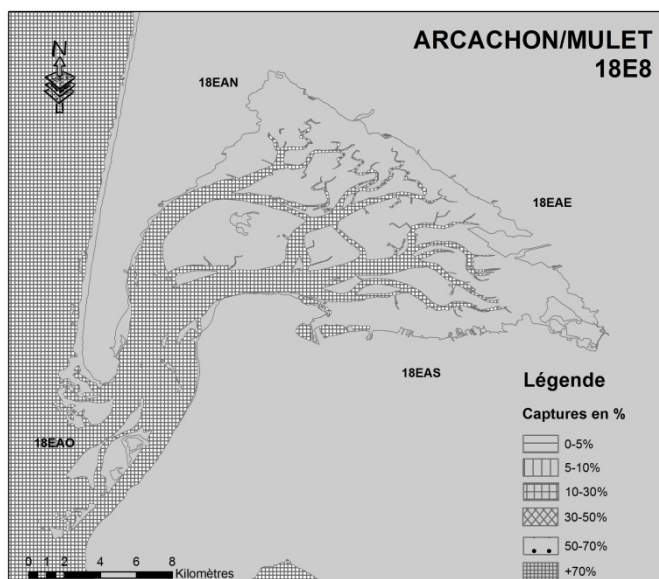 ARCACHON/MULET
18E8
N
18EAN
18EAE
18EAS
18EAO
Légende
Captures en %
0-5%
5-10%
10-30%
30-50%
50-70%
+70%
0 1 2 4 6 8
Kilomètres